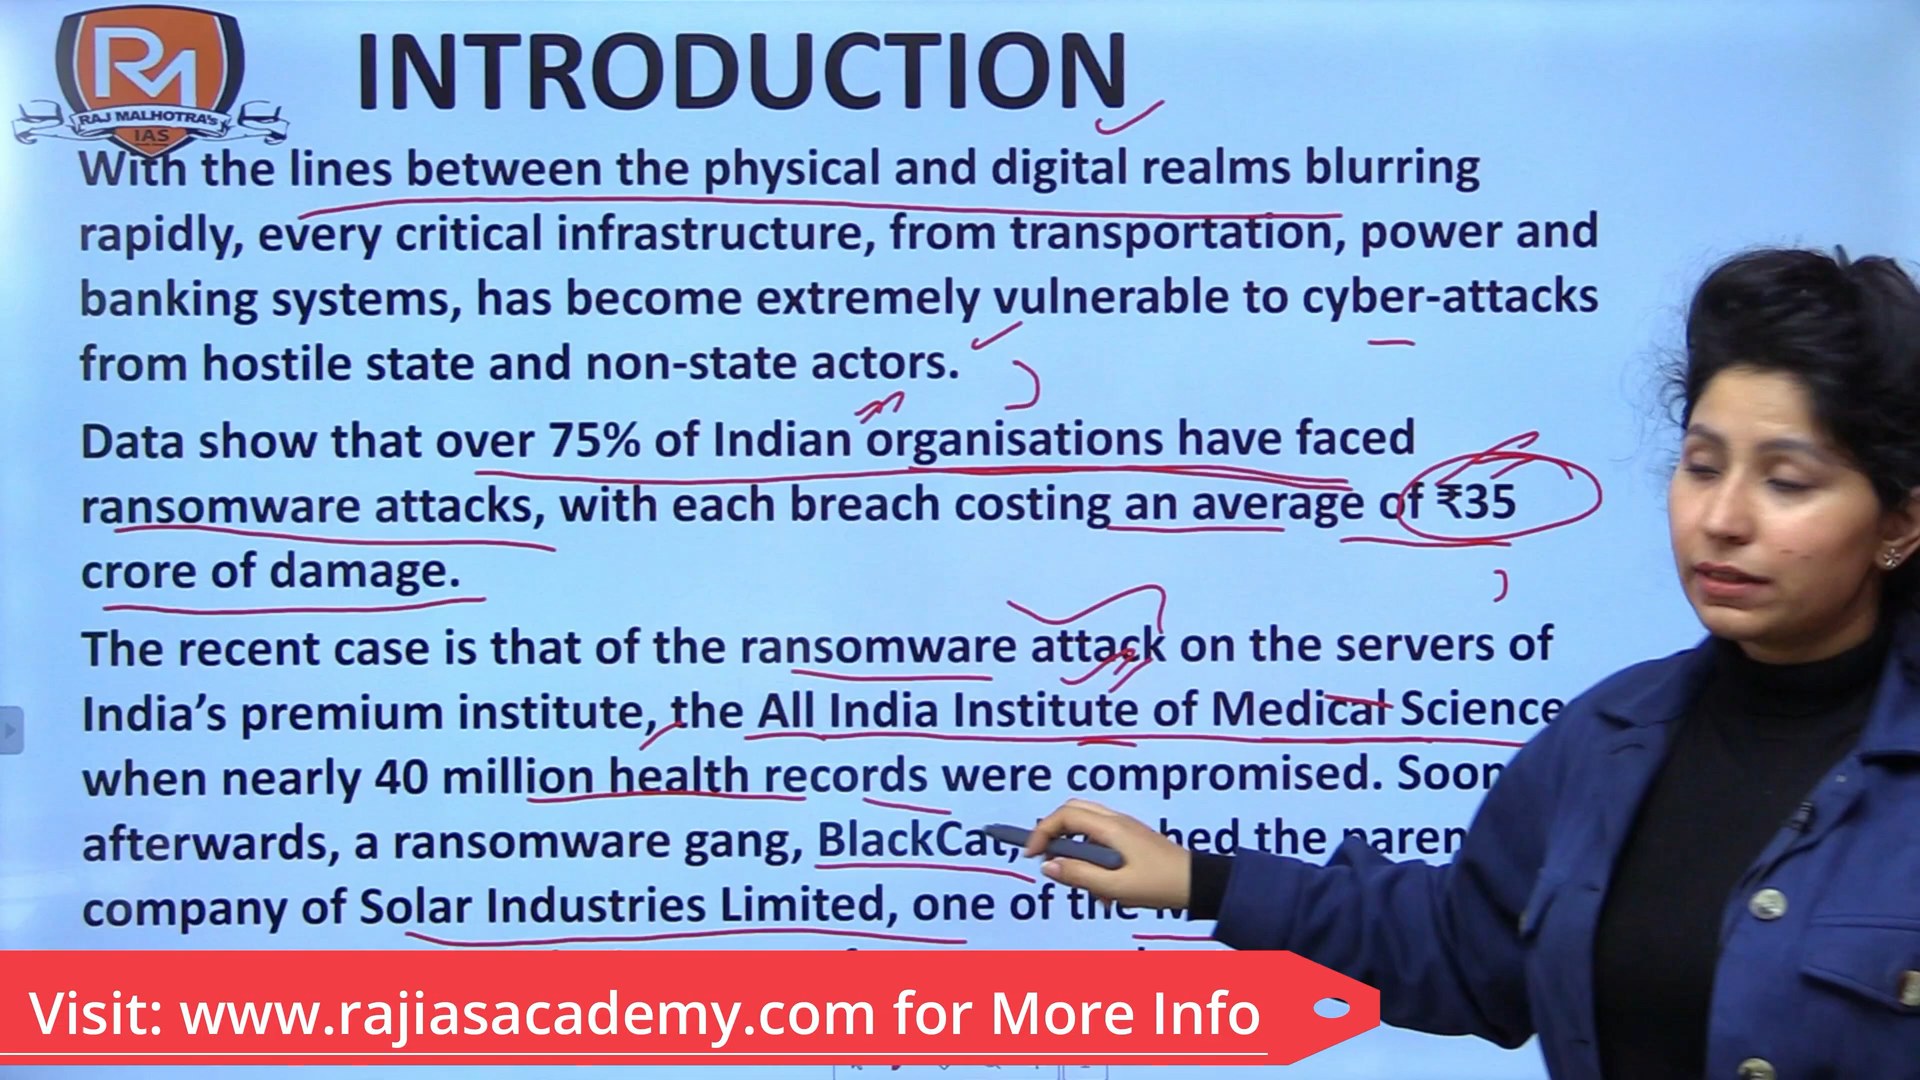 RM
RAJ MALHOTRA's
IAS
INTRODUCTION
With the lines between the physical and digital realms blurring
rapidly, every critical infrastructure, from transportation, power and
banking systems, has become extremely vulnerable to cyber-attacks
from hostile state and non-state actors.
Data show that over 75% of Indian organisations have faced
ransomware attacks, with each breach costing an average of ₹35
crore of damage.
The recent case is that of the ransomware attack on the servers of
India's premium institute, the All India Institute of Medical Science
when nearly 40 million health records were compromised. Soon
afterwards, a ransomware gang, BlackCat, the
company of Solar Industries Limited, one of the
Visit: www.rajiasacademy.com for More Info